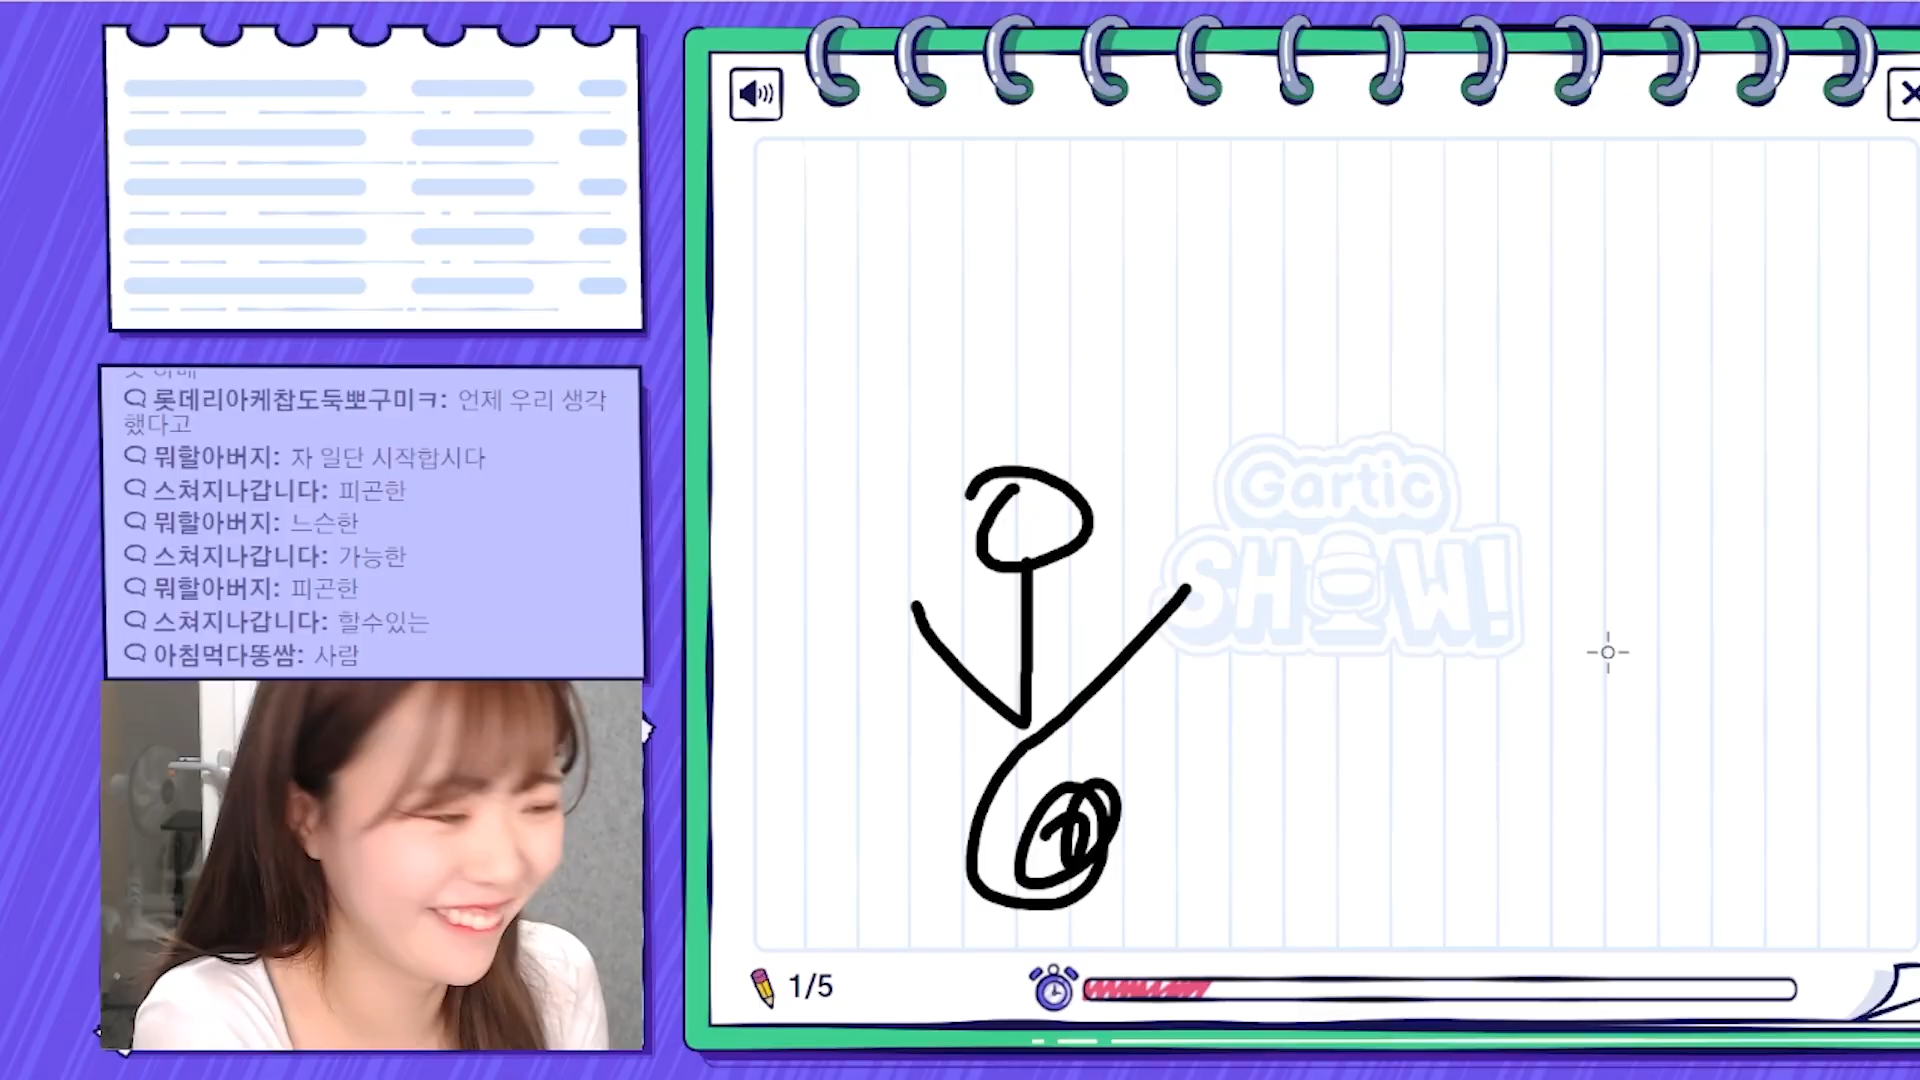 롯데리아케찹도둑뽀구미ㅋ: 언제 우리 생각
했다고
뭐할아버지: 자 일단 시작합시다
스쳐지나갑니다: 피곤한
뭐할아버지: 느슨한
스쳐지나갑니다: 가능한
뭐할아버지: 피곤한
스쳐지나갑니다: 할수있는
아침먹다똥쌈: 사람
Gartic
SHOW!
1/5